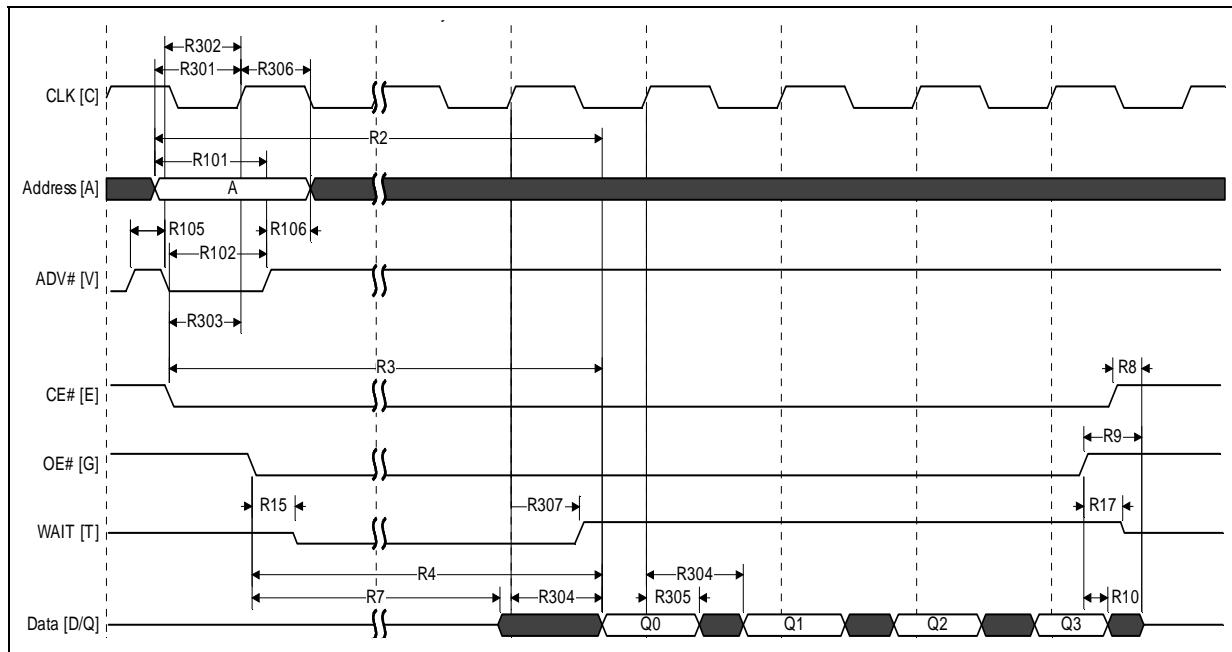 R302
R301 R306
CLK [C]
R2
R101
Address [A] A
R105 R106
R102
ADV# [V]
R303
R3
R8
CE# [E]
R9
OE# [G]
R15 R307 R17
WAIT [T]
R4 R304
R7 R304 R305 R10
Data [D/Q] Q0 Q1 Q2 Q3